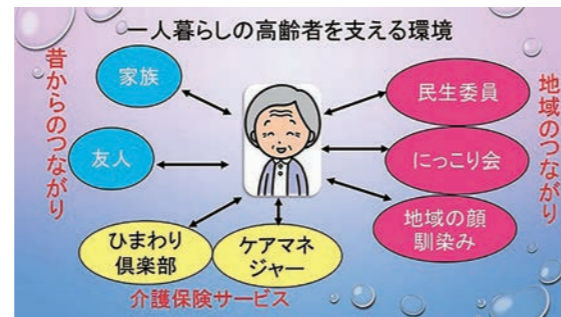 一人暮らしの高齢者を支える環境
昔からのつながり
家族
友人
民生委員
にっこり会
地域の顔
馴染み
地域のつながり
ひまわり
倶楽部
ケアマネ
ジャー
介護保険サービス